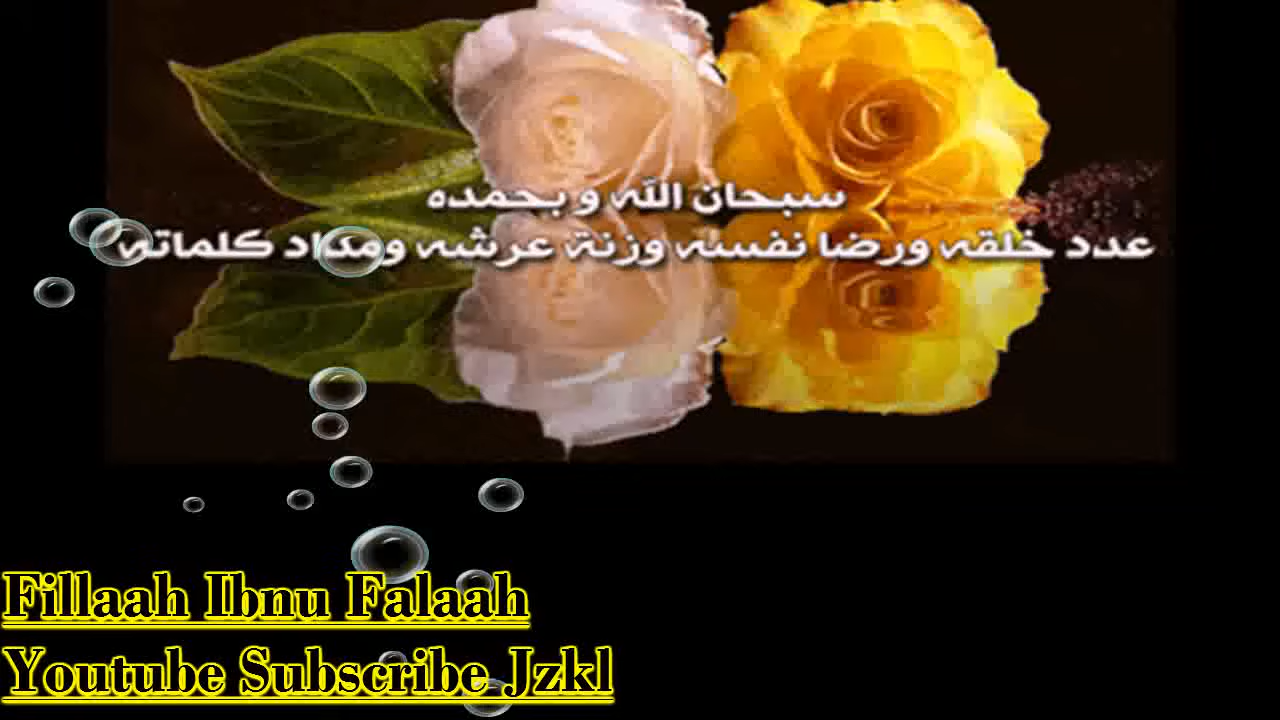 سبحان الله و بحمده
عدد خلقه ورضا نفسه وزنة عرشه ومداد كلماته
Fillaah Ibnu Falaah
Youtube Subscribe Jzkl